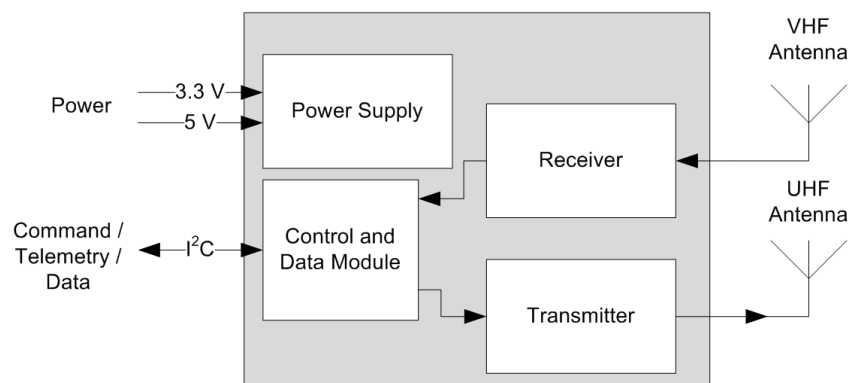 Power
3.3 V
5 V
Power Supply
VHF
Antenna
Receiver
Command /
Telemetry /
Data
I²C
Control and
Data Module
UHF
Antenna
Transmitter